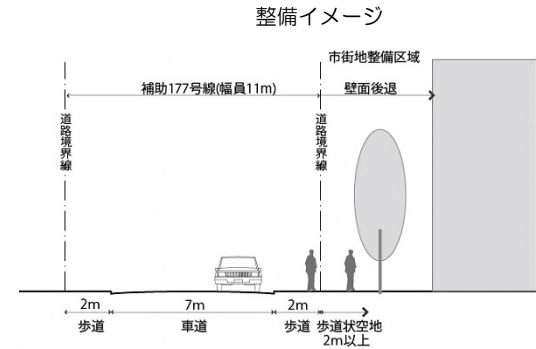 整備イメージ
市街地整備区域
補助177号線(幅員11m)
壁面後退
道路境界線
道路境界線
2m
7m
2m
歩道
車道
歩道
歩道状空地
2m以上